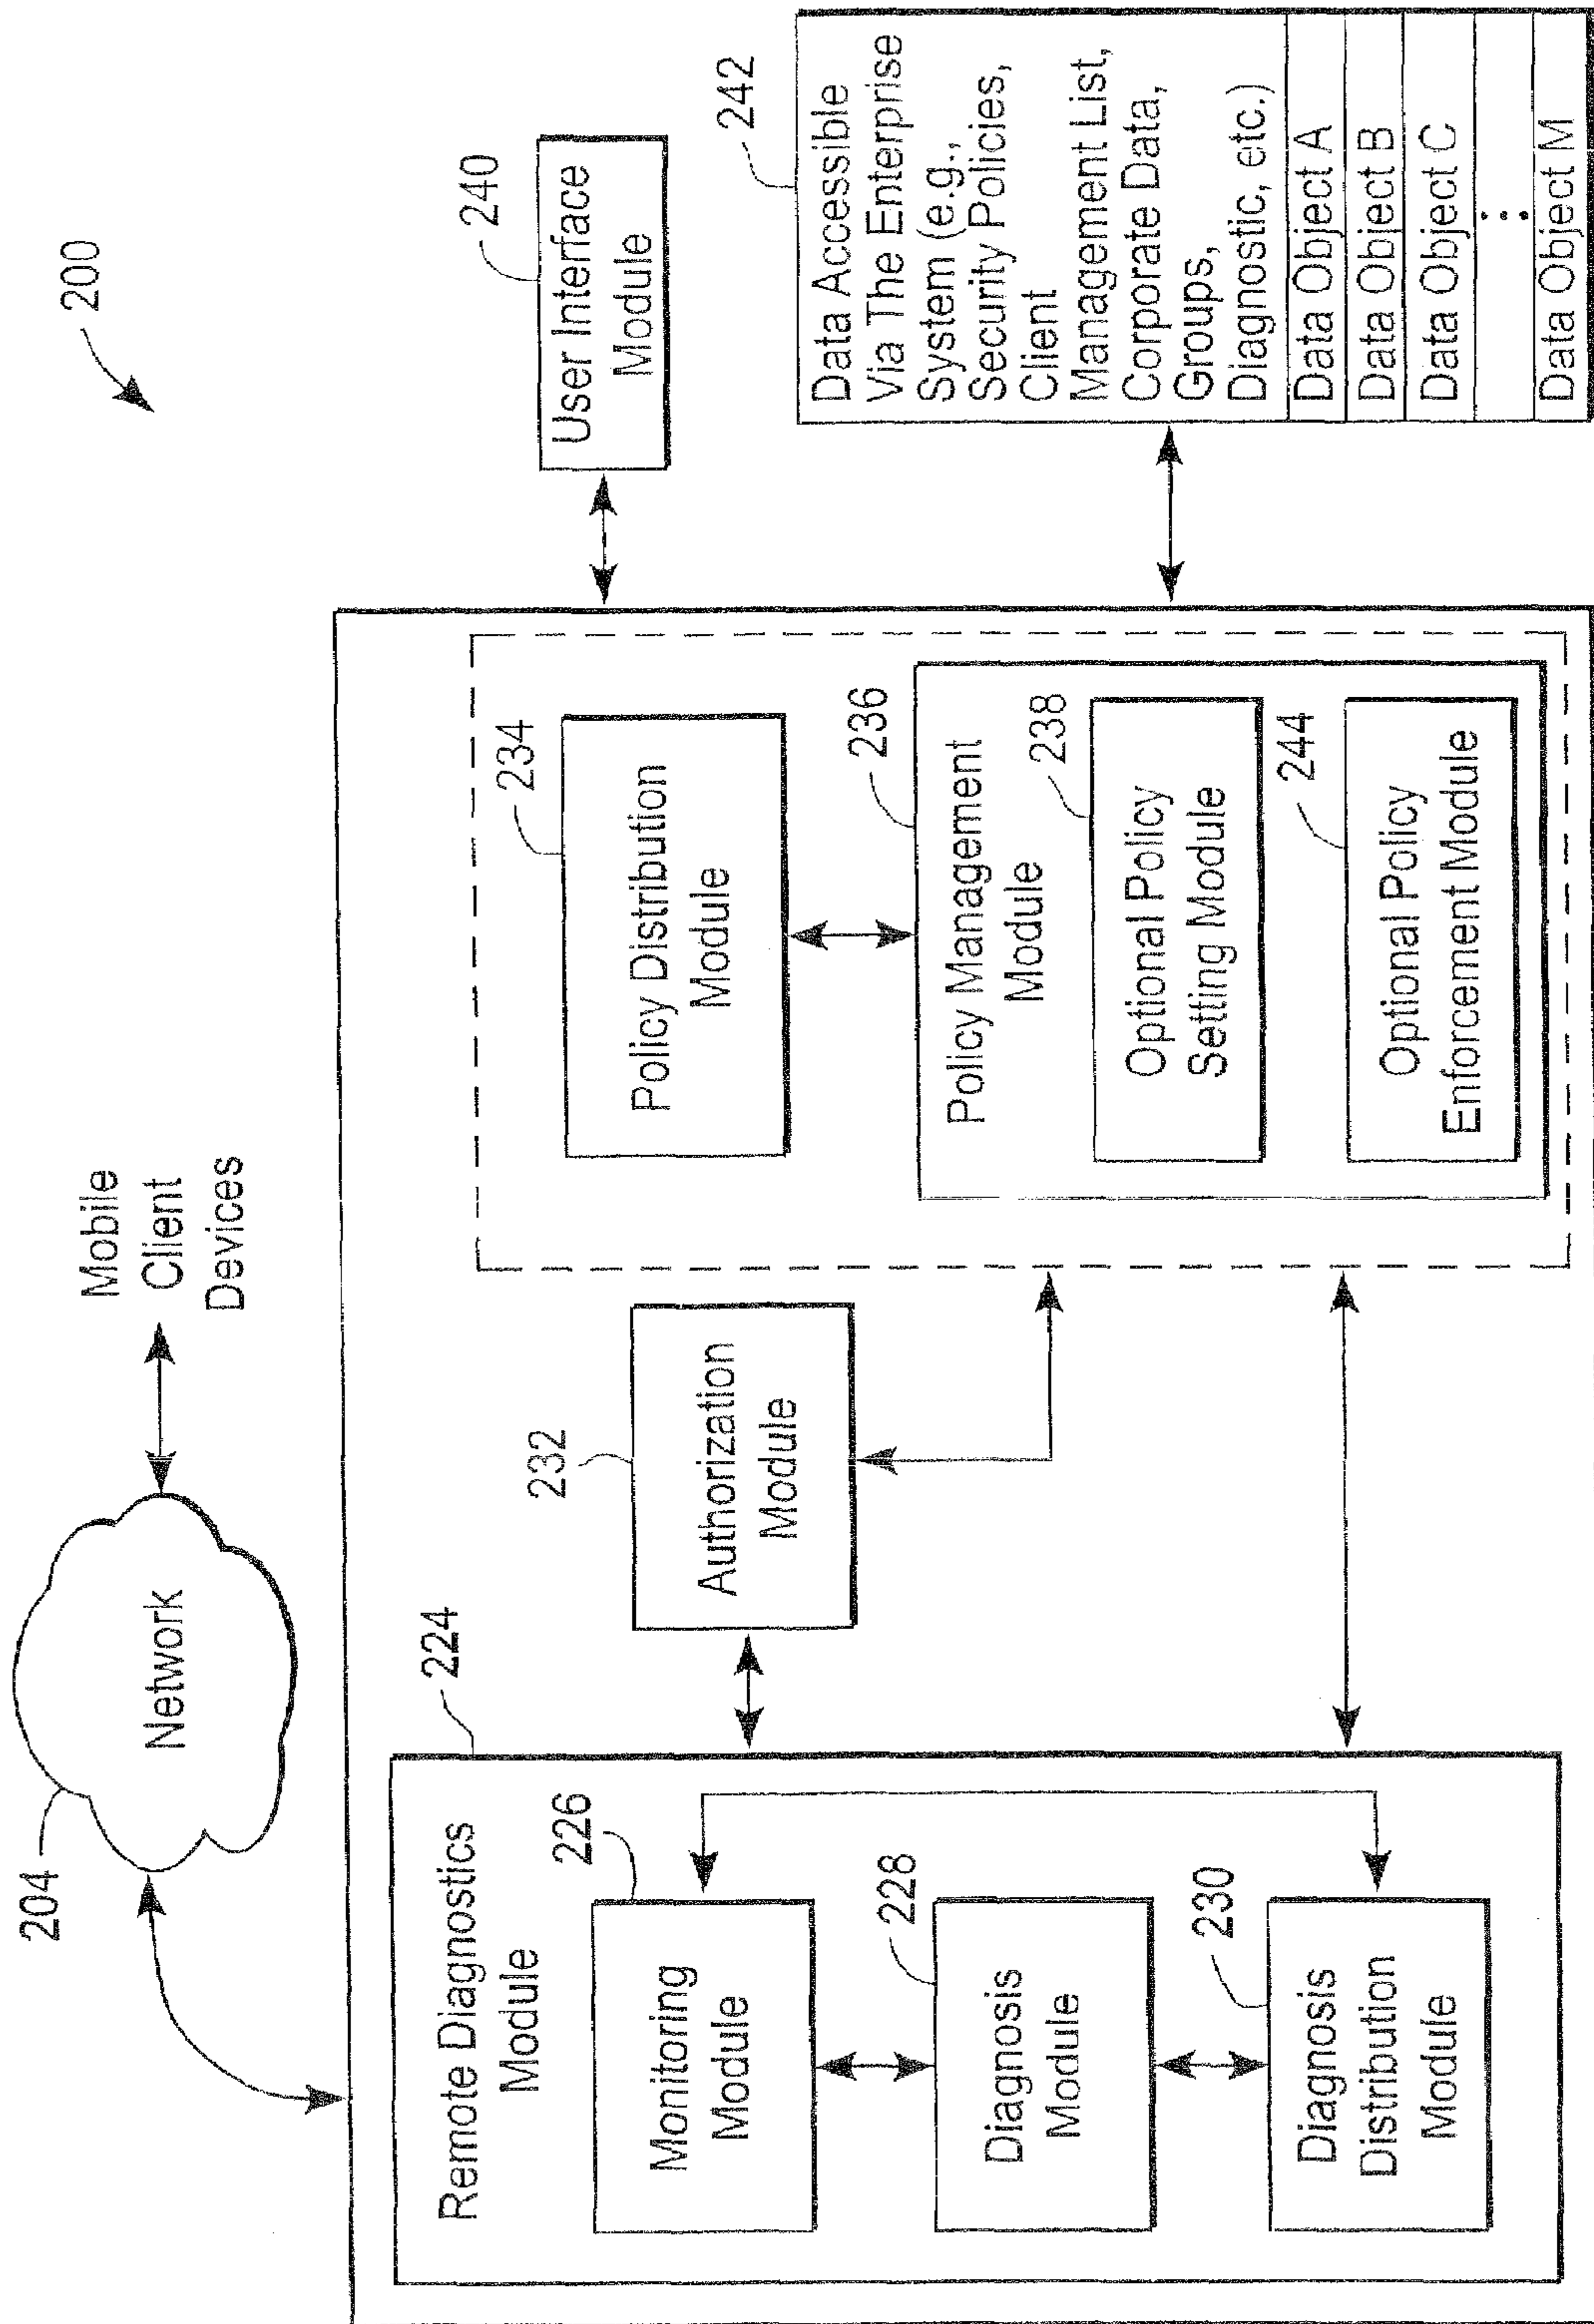 200
204
Network
Mobile
Client
Devices
224
Remote Diagnostics
Module
226
Monitoring
Module
228
Diagnosis
Module
230
Diagnosis
Distribution
Module
232
Authorization
Module
234
Policy Distribution
Module
236
Policy Management
Module
238
Optional Policy
Setting Module
244
Optional Policy
Enforcement Module
240
User Interface
Module
242
Data Accessible
Via The Enterprise
System (e.g.,
Security Policies,
Client
Management List,
Corporate Data,
Groups,
Diagnostic, etc.)
Data Object A
Data Object B
Data Object C
...
Data Object M